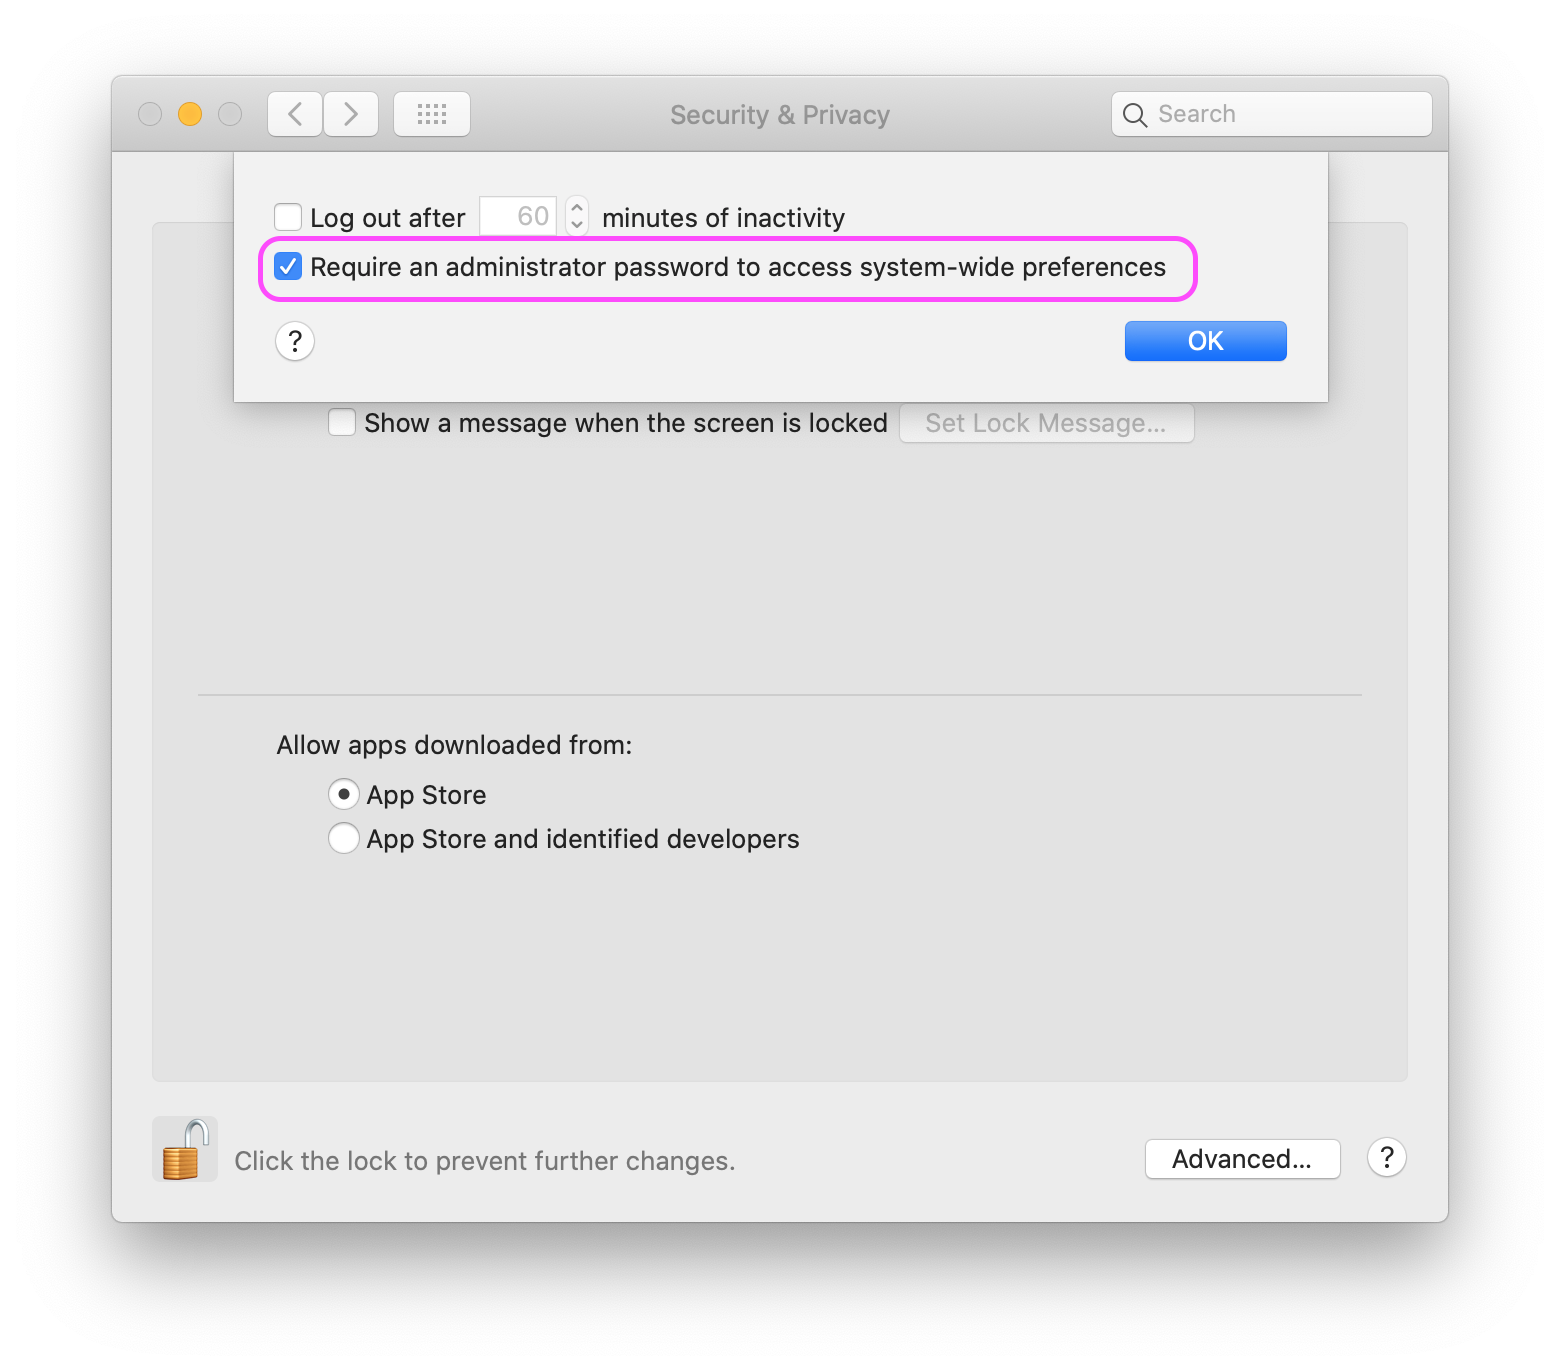 Security & Privacy
Search
Log out after 60 minutes of inactivity
Require an administrator password to access system-wide preferences
?
OK
Show a message when the screen is locked
Set Lock Message...
Allow apps downloaded from:
App Store
App Store and identified developers
Click the lock to prevent further changes.
Advanced...
?